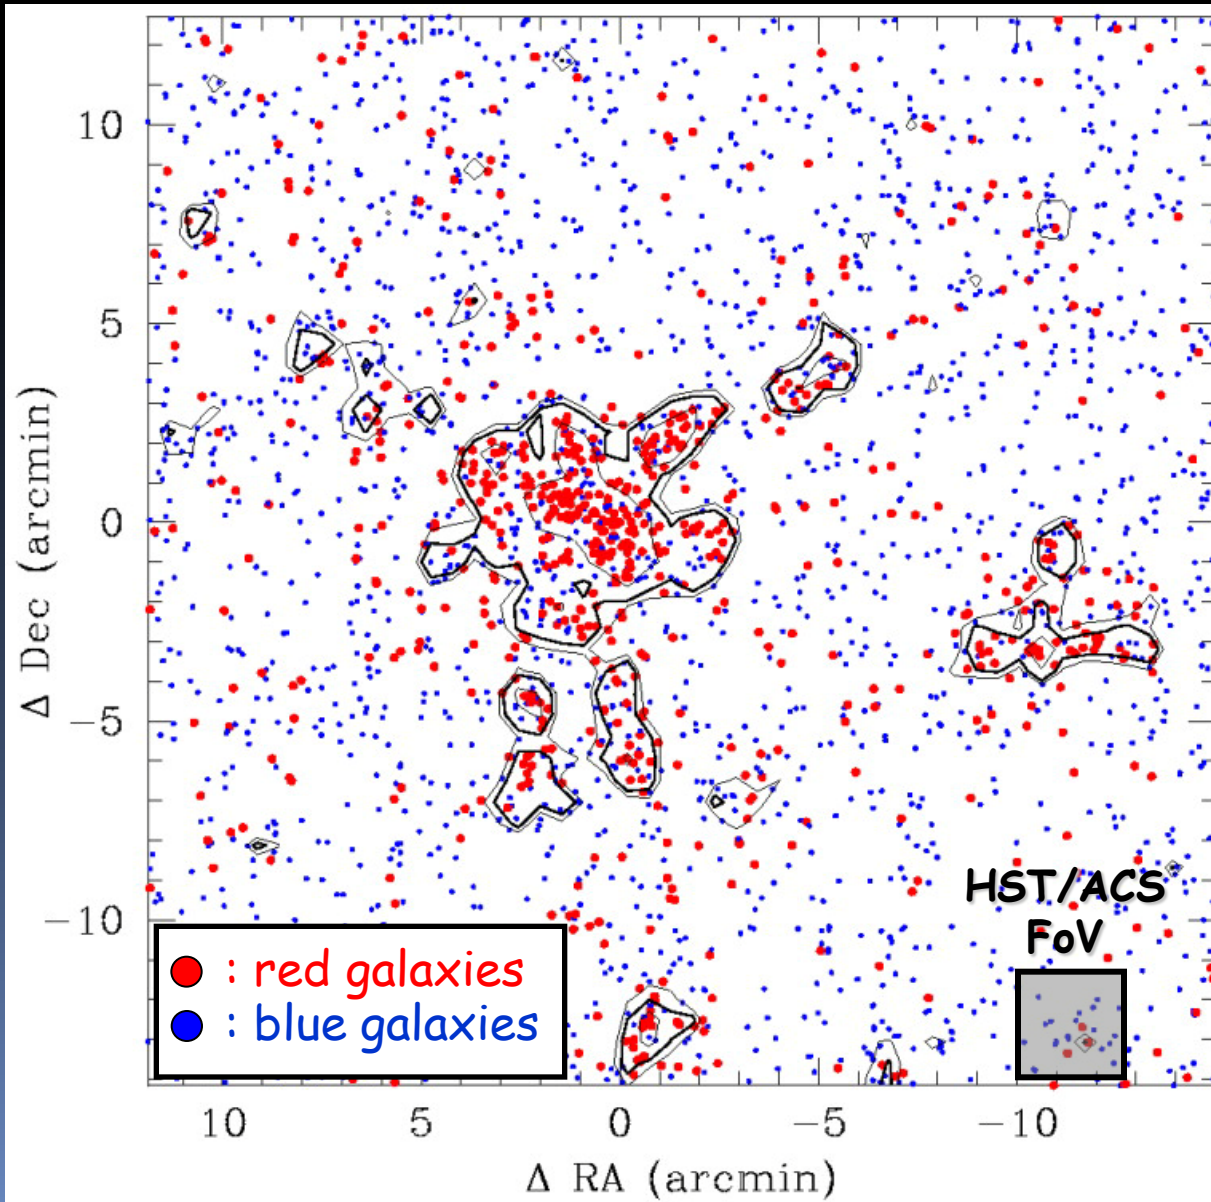 10
5
0
−5
−10
Δ Dec (arcmin)
HST/ACS
FoV
: red galaxies
: blue galaxies
10 5 0 −5 −10
Δ RA (arcmin)